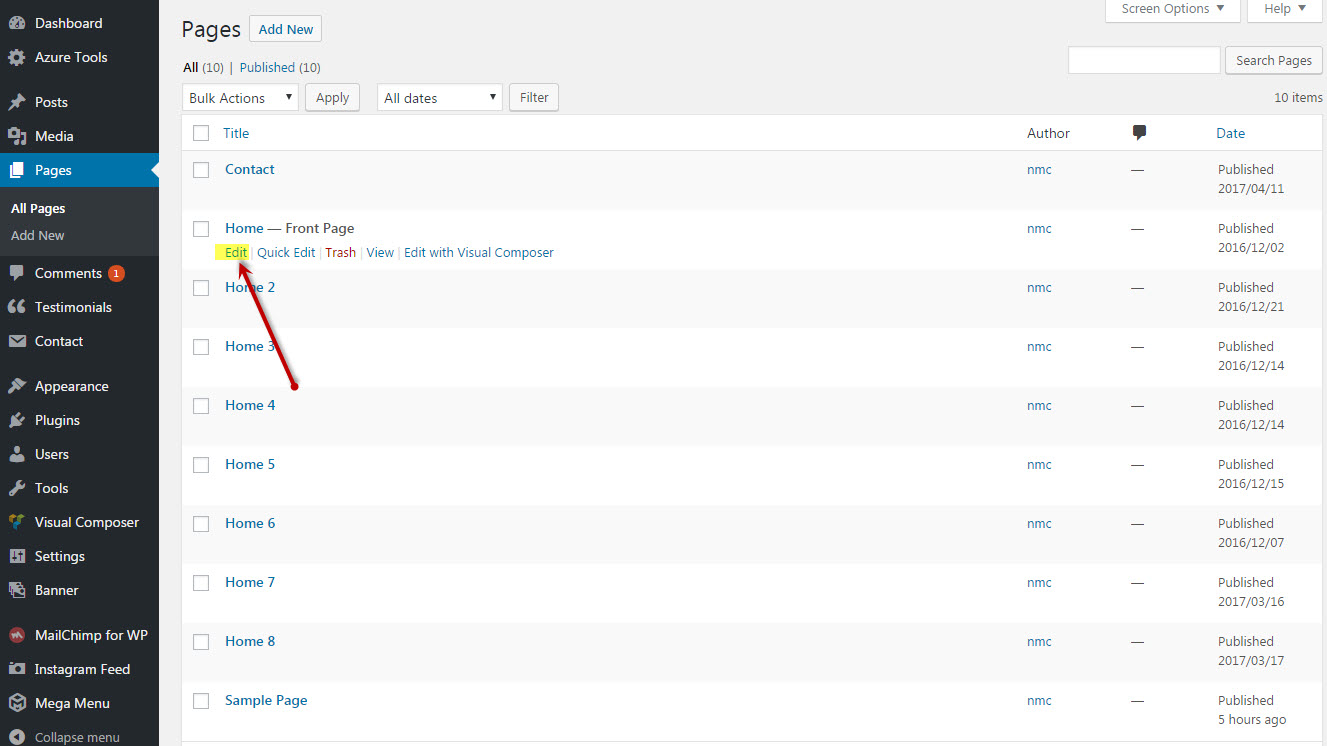 Dashboard
Azure Tools
Posts
Media
Pages
All Pages
Add New
Comments 1
Testimonials
Contact
Appearance
Plugins
Users
Tools
Visual Composer
Settings
Banner
MailChimp for WP
Instagram Feed
Mega Menu
Collapse menu
Screen Options ▼ Help ▼
Pages Add New
All (10) | Published (10)
Search Pages
Bulk Actions Apply All dates Filter 10 items
Title Author Date
Contact nmc — Published
2017/04/11
Home — Front Page nmc — Published
2016/12/02
Edit | Quick Edit | Trash | View | Edit with Visual Composer
Home 2 nmc — Published
2016/12/21
Home 3 nmc — Published
2016/12/14
Home 4 nmc — Published
2016/12/14
Home 5 nmc — Published
2016/12/15
Home 6 nmc — Published
2016/12/07
Home 7 nmc — Published
2017/03/16
Home 8 nmc — Published
2017/03/17
Sample Page nmc — Published
5 hours ago